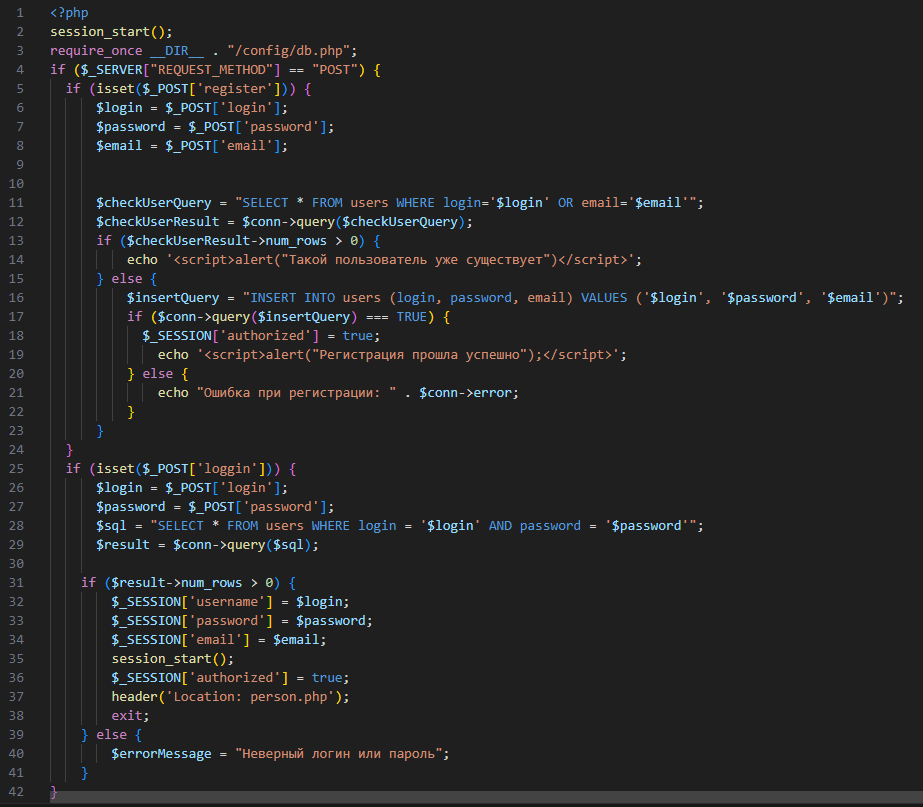 1 <?php
2 session_start();
3 require_once __DIR__ . "/config/db.php";
4 if ($_SERVER["REQUEST_METHOD"] == "POST") {
5 if (isset($_POST['register'])) {
6 $login = $_POST['login'];
7 $password = $_POST['password'];
8 $email = $_POST['email'];
9
10
11 $checkUserQuery = "SELECT * FROM users WHERE login='$login' OR email='$email'";
12 $checkUserResult = $conn->query($checkUserQuery);
13 if ($checkUserResult->num_rows > 0) {
14 echo '<script>alert("Такой пользователь уже существует")</script>';
15 } else {
16 $insertQuery = "INSERT INTO users (login, password, email) VALUES ('$login', '$password', '$email')";
17 if ($conn->query($insertQuery) === TRUE) {
18 $_SESSION['authorized'] = true;
19 echo '<script>alert("Регистрация прошла успешно");</script>';
20 } else {
21 echo "Ошибка при регистрации: " . $conn->error;
22 }
23 }
24 }
25 if (isset($_POST['loggin'])) {
26 $login = $_POST['login'];
27 $password = $_POST['password'];
28 $sql = "SELECT * FROM users WHERE login = '$login' AND password = '$password'";
29 $result = $conn->query($sql);
30
31 if ($result->num_rows > 0) {
32 $_SESSION['username'] = $login;
33 $_SESSION['password'] = $password;
34 $_SESSION['email'] = $email;
35 session_start();
36 $_SESSION['authorized'] = true;
37 header('Location: person.php');
38 exit;
39 } else {
40 $errorMessage = "Неверный логин или пароль";
41 }
42 }